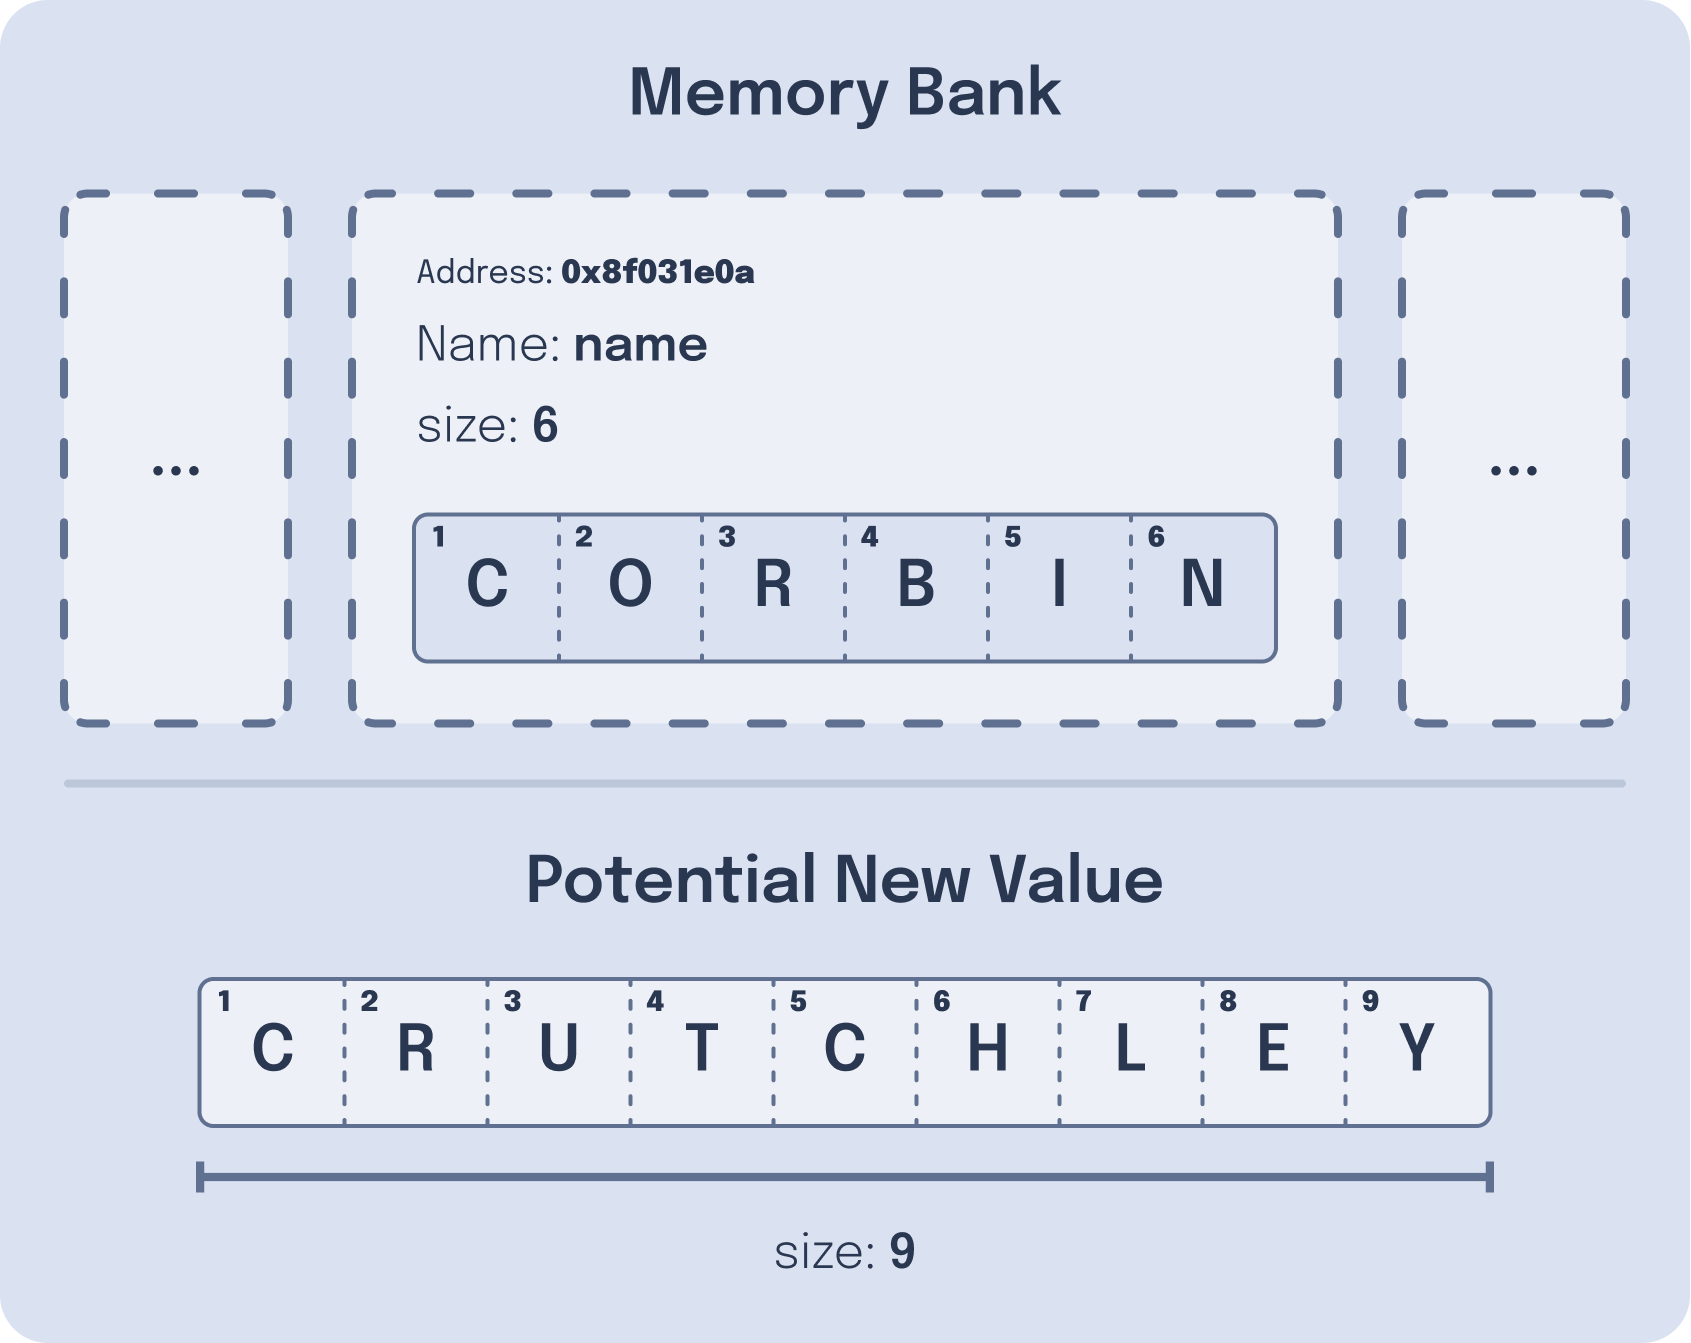 Memory Bank
...
Address: 0x8f031e0a
Name: name
size: 6
1 2 3 4 5 6
C O R B I N
...
Potential New Value
1 2 3 4 5 6 7 8 9
C R U T C H L E Y
size: 9